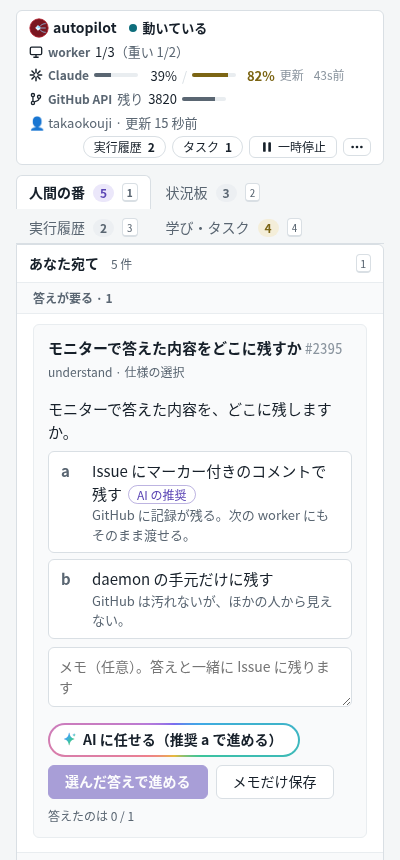 autopilot 動いている
worker 1/3（重い 1/2）
Claude 39% / 82% 更新 43s前
GitHub API 残り 3820
takaokouji · 更新 15 秒前
実行履歴 2 タスク 1 一時停止 ···
人間の番 5 1 状況板 3 2
実行履歴 2 3 学び・タスク 4 4
あなた宛て 5 件 1
答えが要る · 1
モニターで答えた内容をどこに残すか #2395
understand · 仕様の選択
モニターで答えた内容を、どこに残します
か。
a Issue にマーカー付きのコメントで
残す AI の推奨
GitHub に記録が残る。次の worker にも
そのまま渡せる。
b daemon の手元だけに残す
GitHub は汚れないが、ほかの人から見え
ない。
メモ（任意）。答えと一緒に Issue に残りま
す
AI に任せる（推奨 a で進める）
選んだ答えで進める メモだけ保存
答えたのは 0 / 1